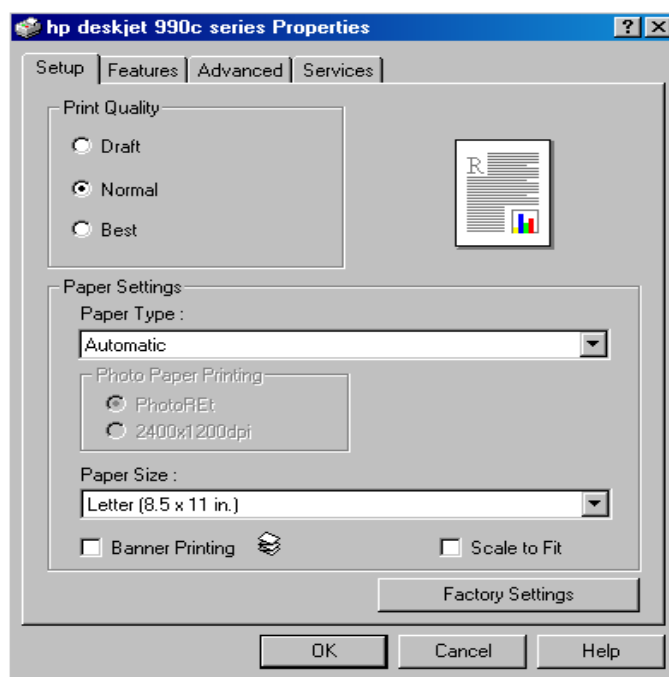 hp deskjet 990c series Properties
Setup Features Advanced Services
Print Quality
Draft
Normal
Best
R
Paper Settings
Paper Type :
Automatic
Photo Paper Printing
PhotoREt
2400x1200dpi
Paper Size :
Letter (8.5 x 11 in.)
Banner Printing Scale to Fit
Factory Settings
OK Cancel Help